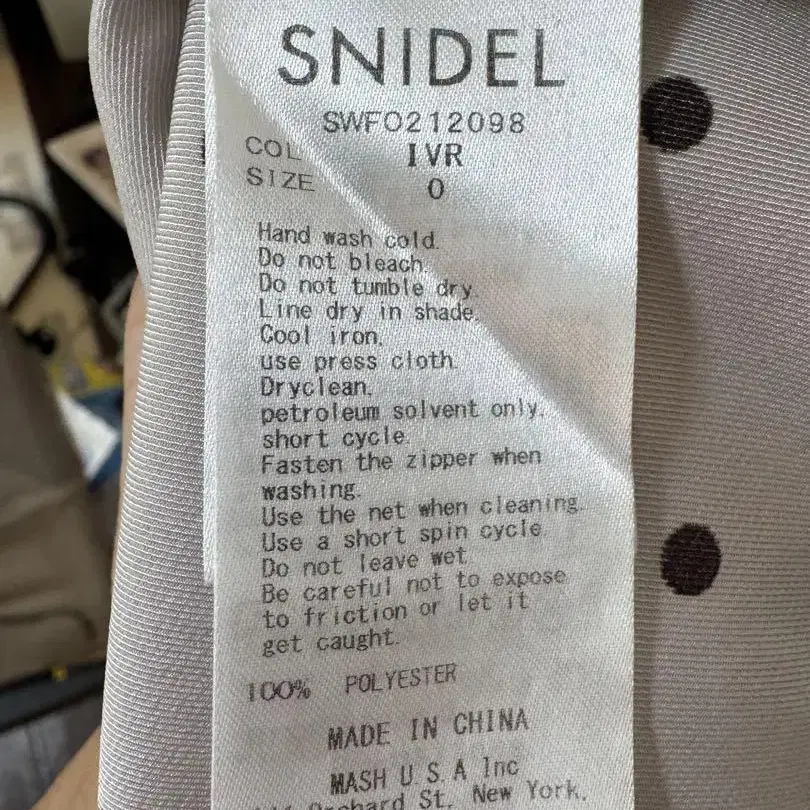 SNIDEL
SWFO212098
COL IVR
SIZE 0
Hand wash cold.
Do not bleach.
Do not tumble dry.
Line dry in shade.
Cool iron.
use press cloth.
Dryclean.
petroleum solvent only.
short cycle.
Fasten the zipper when
washing.
Use the net when cleaning.
Use a short spin cycle.
Do not leave wet
Be careful not to expose
to friction or let it
get caught.
100% POLYESTER
MADE IN CHINA
MASH U S A Inc
Orchard St. New York,